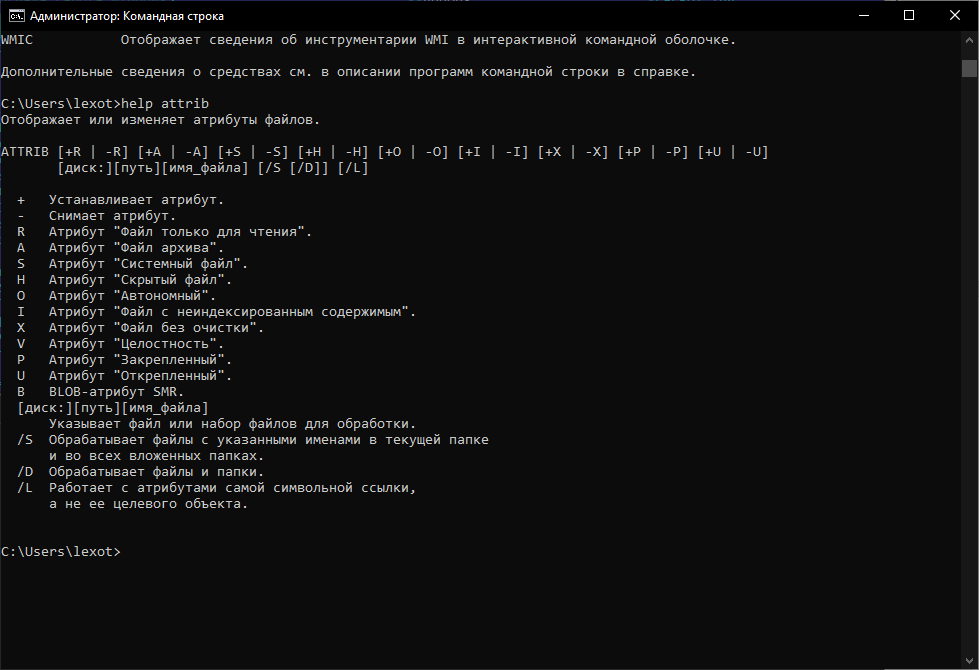 Администратор: Командная строка
WMIC           Отображает сведения об инструментарии WMI в интерактивной командной оболочке.
Дополнительные сведения о средствах см. в описании программ командной строки в справке.
C:\Users\lexot>help attrib
Отображает или изменяет атрибуты файлов.
ATTRIB [+R | -R] [+A | -A] [+S | -S] [+H | -H] [+O | -O] [+I | -I] [+X | -X] [+P | -P] [+U | -U]
       [диск:][путь][имя_файла] [/S [/D]] [/L]
  +   Устанавливает атрибут.
  -   Снимает атрибут.
  R   Атрибут "Файл только для чтения".
  A   Атрибут "Файл архива".
  S   Атрибут "Системный файл".
  H   Атрибут "Скрытый файл".
  O   Атрибут "Автономный".
  I   Атрибут "Файл с неиндексированным содержимым".
  X   Атрибут "Файл без очистки".
  V   Атрибут "Целостность".
  P   Атрибут "Закрепленный".
  U   Атрибут "Открепленный".
  B   BLOB-атрибут SMR.
  [диск:][путь][имя_файла]
      Указывает файл или набор файлов для обработки.
  /S  Обрабатывает файлы с указанными именами в текущей папке
      и во всех вложенных папках.
  /D  Обрабатывает файлы и папки.
  /L  Работает с атрибутами самой символьной ссылки,
      а не ее целевого объекта.
C:\Users\lexot>